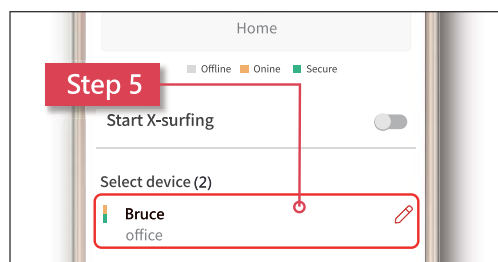 Home
Offline Onine Secure
Step 5
Start X-surfing
Select device (2)
Bruce
office